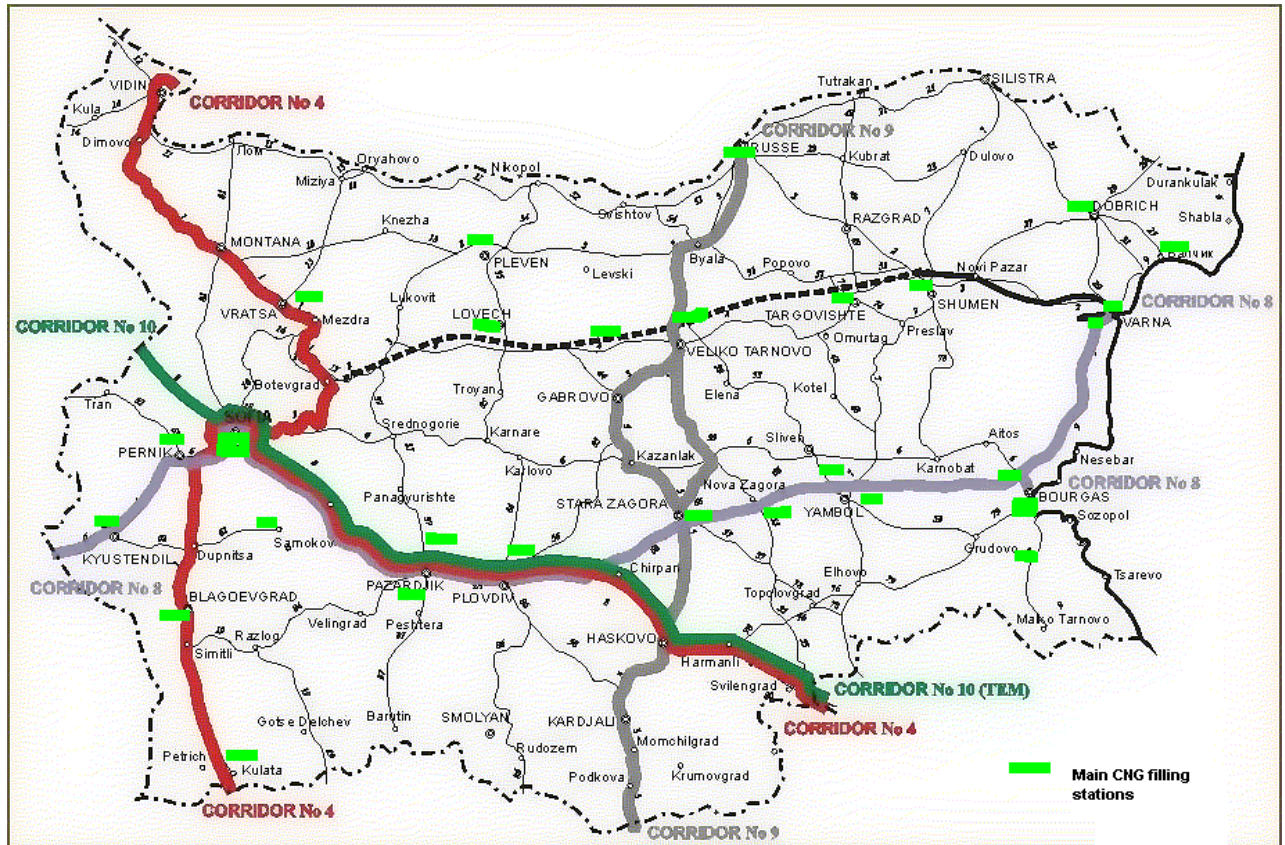 VIDIN
CORRIDOR No 4
Kula
Dimovo
Лом
Oryahovo
Miziya
Nikopol
Svishtov
CORRIDOR No 9
RUSSE
Tutrakan
SILISTRA
Kubrat
Dulovo
Durankulak
Shabla
DOBRICH
Балчик
Knezha
MONTANA
PLEVEN
Levski
Byala
Popovo
RAZGRAD
Novi Pazar
VRATSA
Mezdra
Lukovit
LOVECH
TARGOVISHTE
SHUMEN
CORRIDOR No 8
VARNA
CORRIDOR No 10
VELIKO TARNOVO
Omurtag
Preslav
Botevgrad
Troyan
GABROVO
Elena
Kotel
Tran
SOFIA
Srednogorie
Karnare
Sliven
Aitos
PERNIK
Karlovo
Kazanlak
Karnobat
Nesebar
Panagyurishte
STARA ZAGORA
Nova Zagora
YAMBOL
BOURGAS
CORRIDOR No 8
Sozopol
KYUSTENDIL
Dupnitsa
Samokov
Grudovo
CORRIDOR No 8
PAZARDJIK
PLOVDIV
Chirpan
Elhovo
Tsarevo
BLAGOEVGRAD
Velingrad
Peshtera
Topolovgrad
Malko Tarnovo
Simitli
Razlog
HASKOVO
Harmanli
Svilengrad
CORRIDOR No 10 (TEM)
CORRIDOR No 4
Gotse Delchev
Barutin
SMOLYAN
KARDJALI
Rudozem
Momchilgrad
Petrich
Kulata
Podkova
Krumovgrad
CORRIDOR No 4
CORRIDOR No 9
Main CNG filling
stations